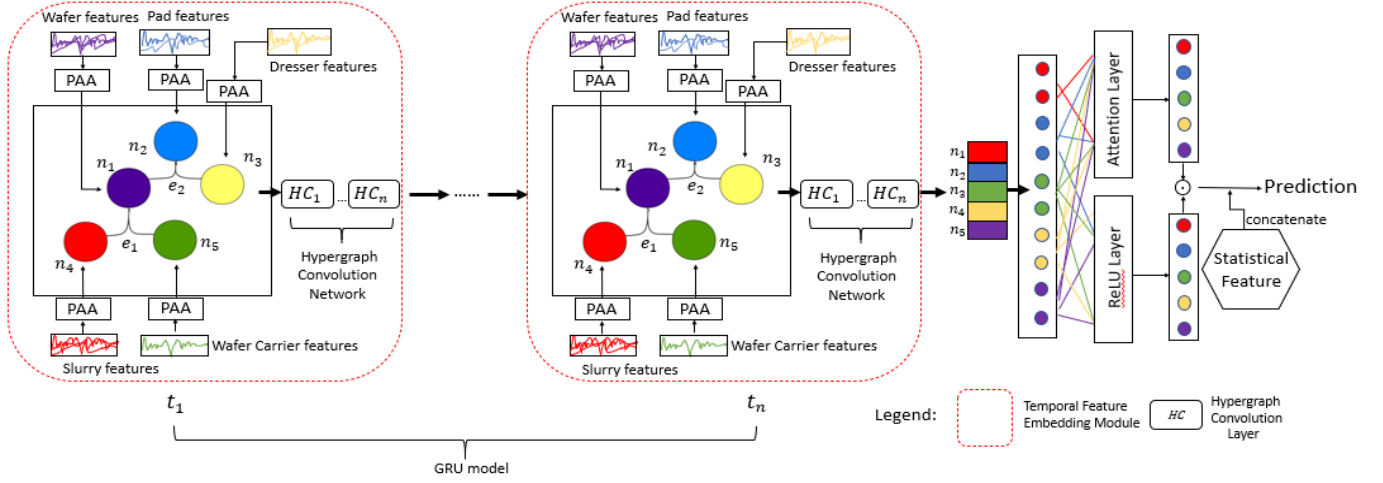 Wafer features
Pad features
Dresser features
PAA
PAA
PAA
n₁
n₂
n₃
e₂
e₁
n₄
n₅
HC₁ ... HCₙ
Hypergraph
Convolution
Network
PAA
PAA
Wafer Carrier features
Slurry features
t₁
......
Wafer features
Pad features
Dresser features
PAA
PAA
PAA
n₁
n₂
n₃
e₂
e₁
n₄
n₅
HC₁ ... HCₙ
Hypergraph
Convolution
Network
PAA
PAA
Wafer Carrier features
Slurry features
tₙ
GRU model
n₁
n₂
n₃
n₄
n₅
Attention Layer
ReLU Layer
Prediction
concatenate
Statistical
Feature
Legend:
Temporal Feature
Embedding Module
HC
Hypergraph
Convolution
Layer